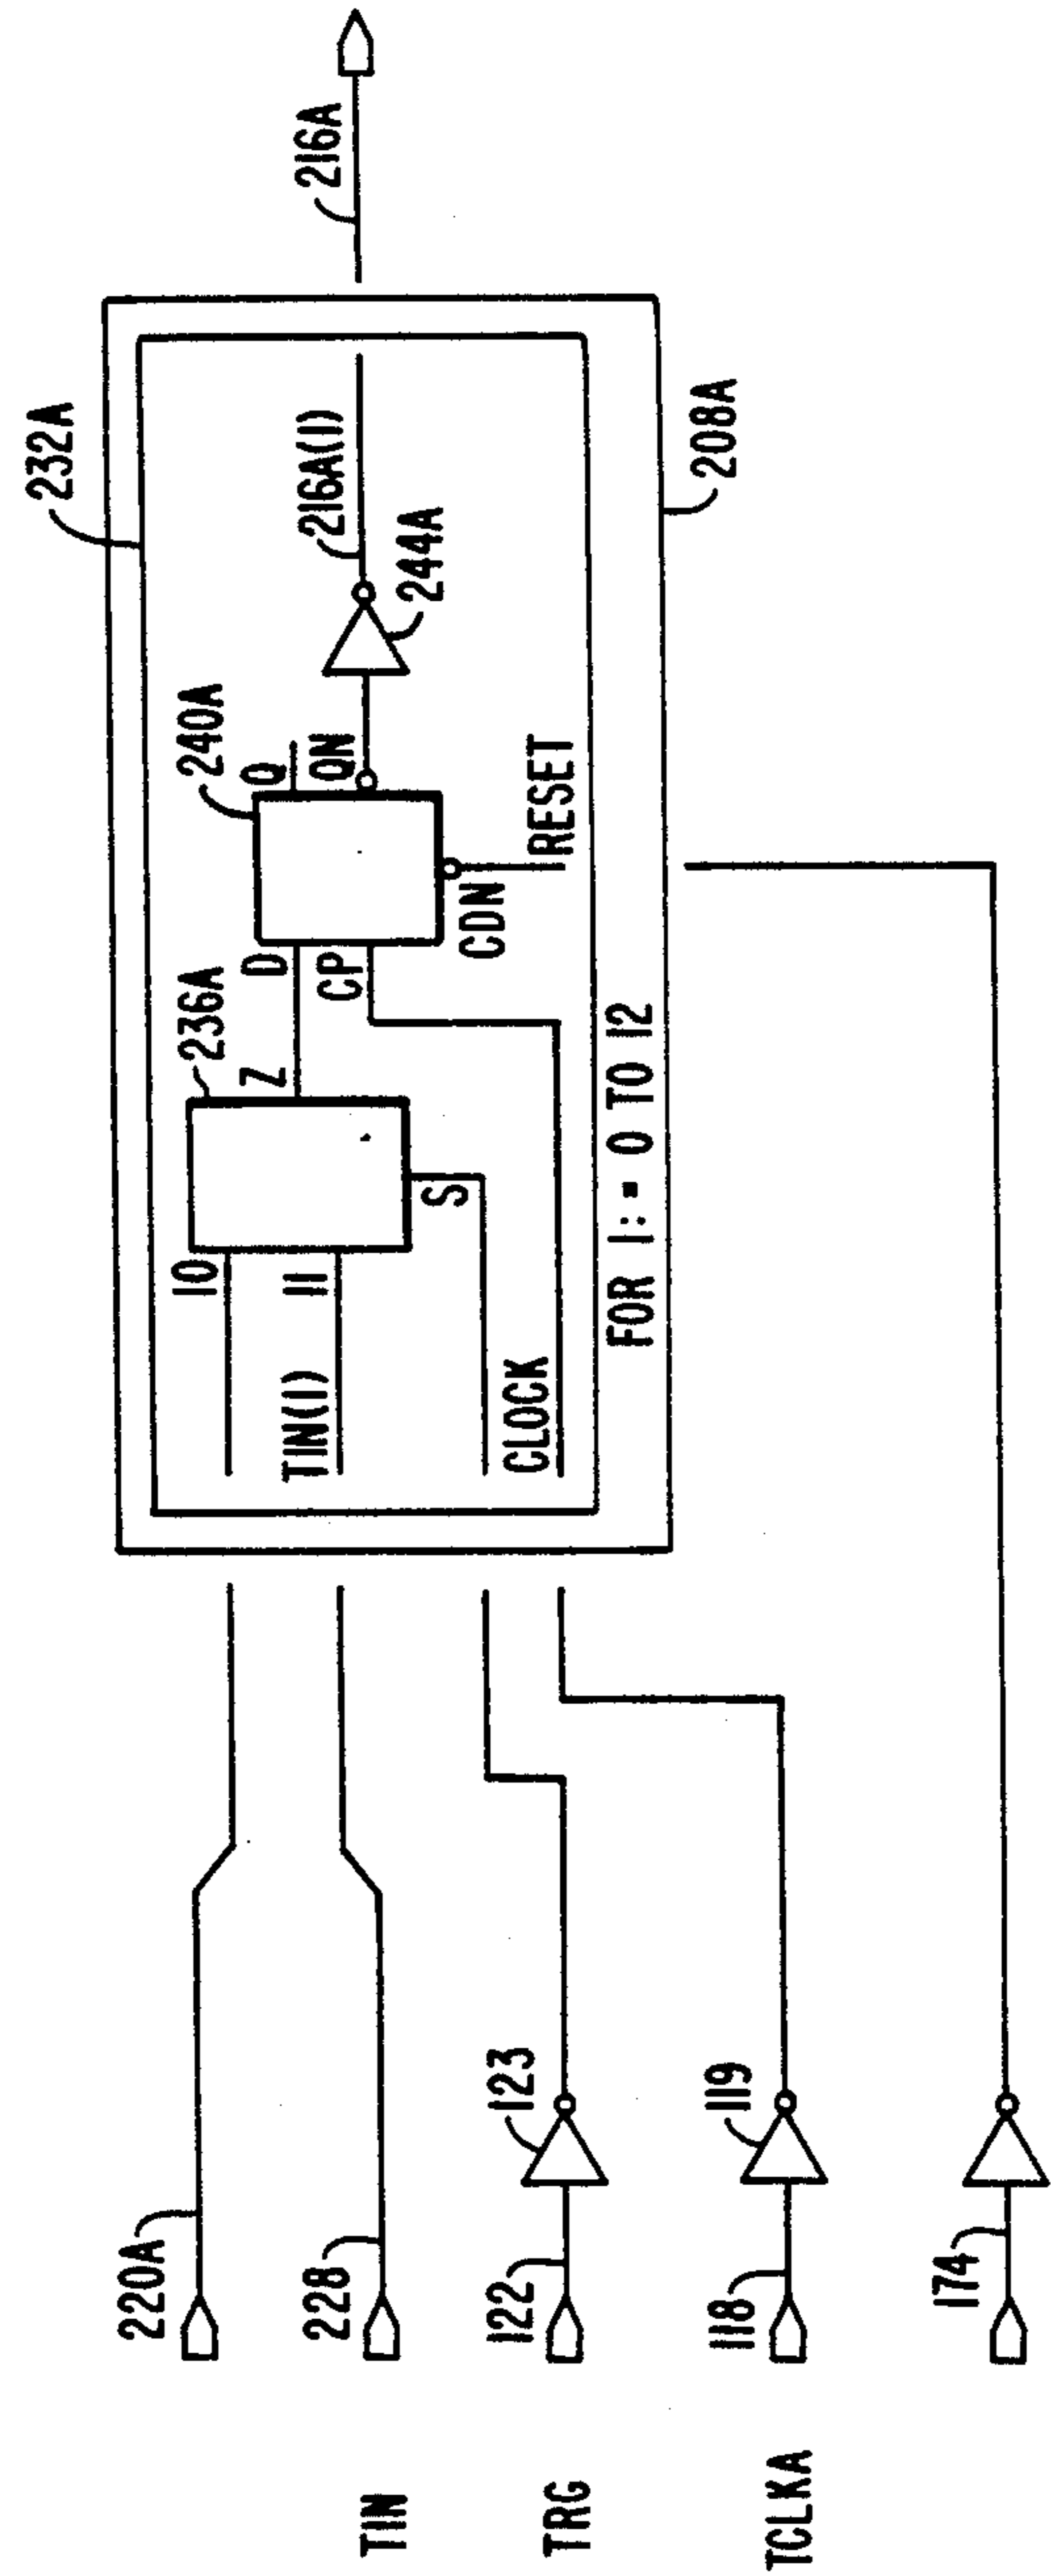 232A
216A
236A
240A
216A(I)
244A
I0
Z
D
Q
TIN(I)
I1
CP
QN
S
CDN
RESET
CLOCK
FOR I: = 0 TO 12
208A
220A
TIN
228
TRG
122
123
TCLKA
118
119
174